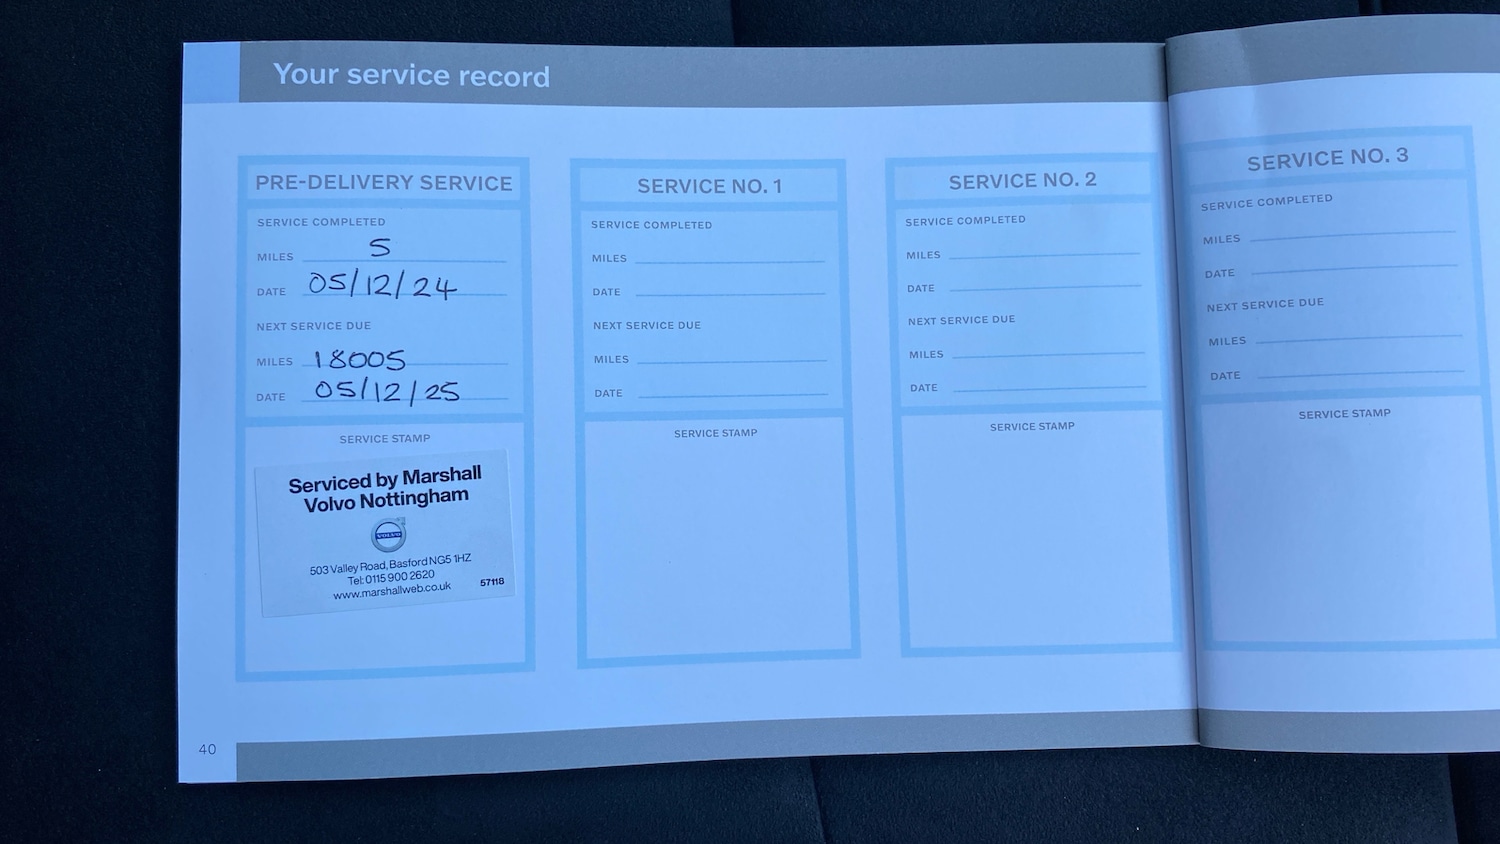 Your service record
PRE-DELIVERY SERVICE
SERVICE COMPLETED
MILES 5
DATE 05/12/24
NEXT SERVICE DUE
MILES 18005
DATE 05/12/25
SERVICE STAMP
Serviced by Marshall
Volvo Nottingham
VOLVO
503 Valley Road, Basford NG5 1HZ
Tel: 0115 900 2620
www.marshallweb.co.uk
57118
SERVICE NO. 1
SERVICE COMPLETED
MILES
DATE
NEXT SERVICE DUE
MILES
DATE
SERVICE STAMP
SERVICE NO. 2
SERVICE COMPLETED
MILES
DATE
NEXT SERVICE DUE
MILES
DATE
SERVICE STAMP
SERVICE NO. 3
SERVICE COMPLETED
MILES
DATE
NEXT SERVICE DUE
MILES
DATE
SERVICE STAMP
40